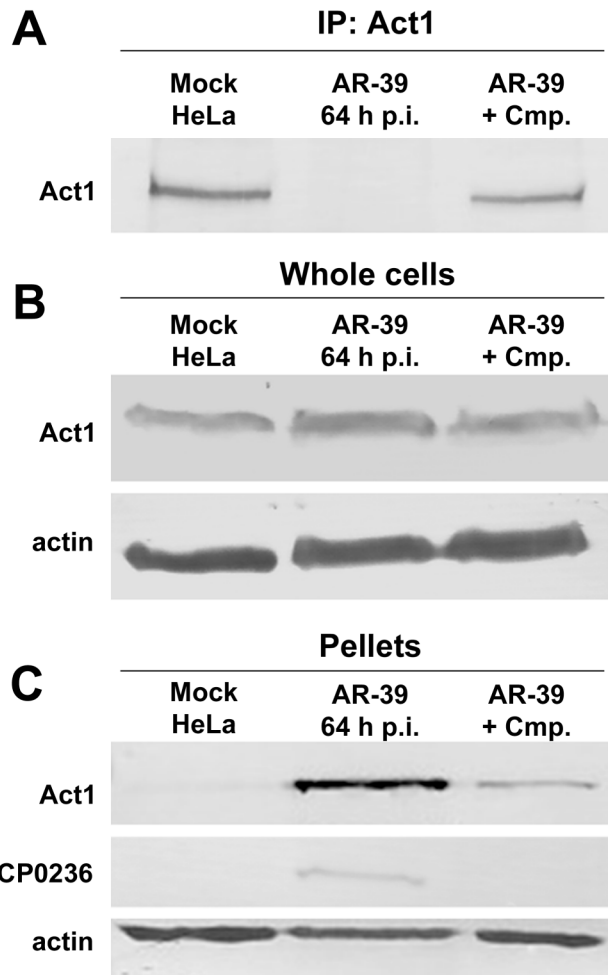 A
IP: Act1
Mock HeLa
AR-39 64 h p.i.
AR-39 + Cmp.
Act1
B
Whole cells
Mock HeLa
AR-39 64 h p.i.
AR-39 + Cmp.
Act1
actin
C
Pellets
Mock HeLa
AR-39 64 h p.i.
AR-39 + Cmp.
Act1
CP0236
actin